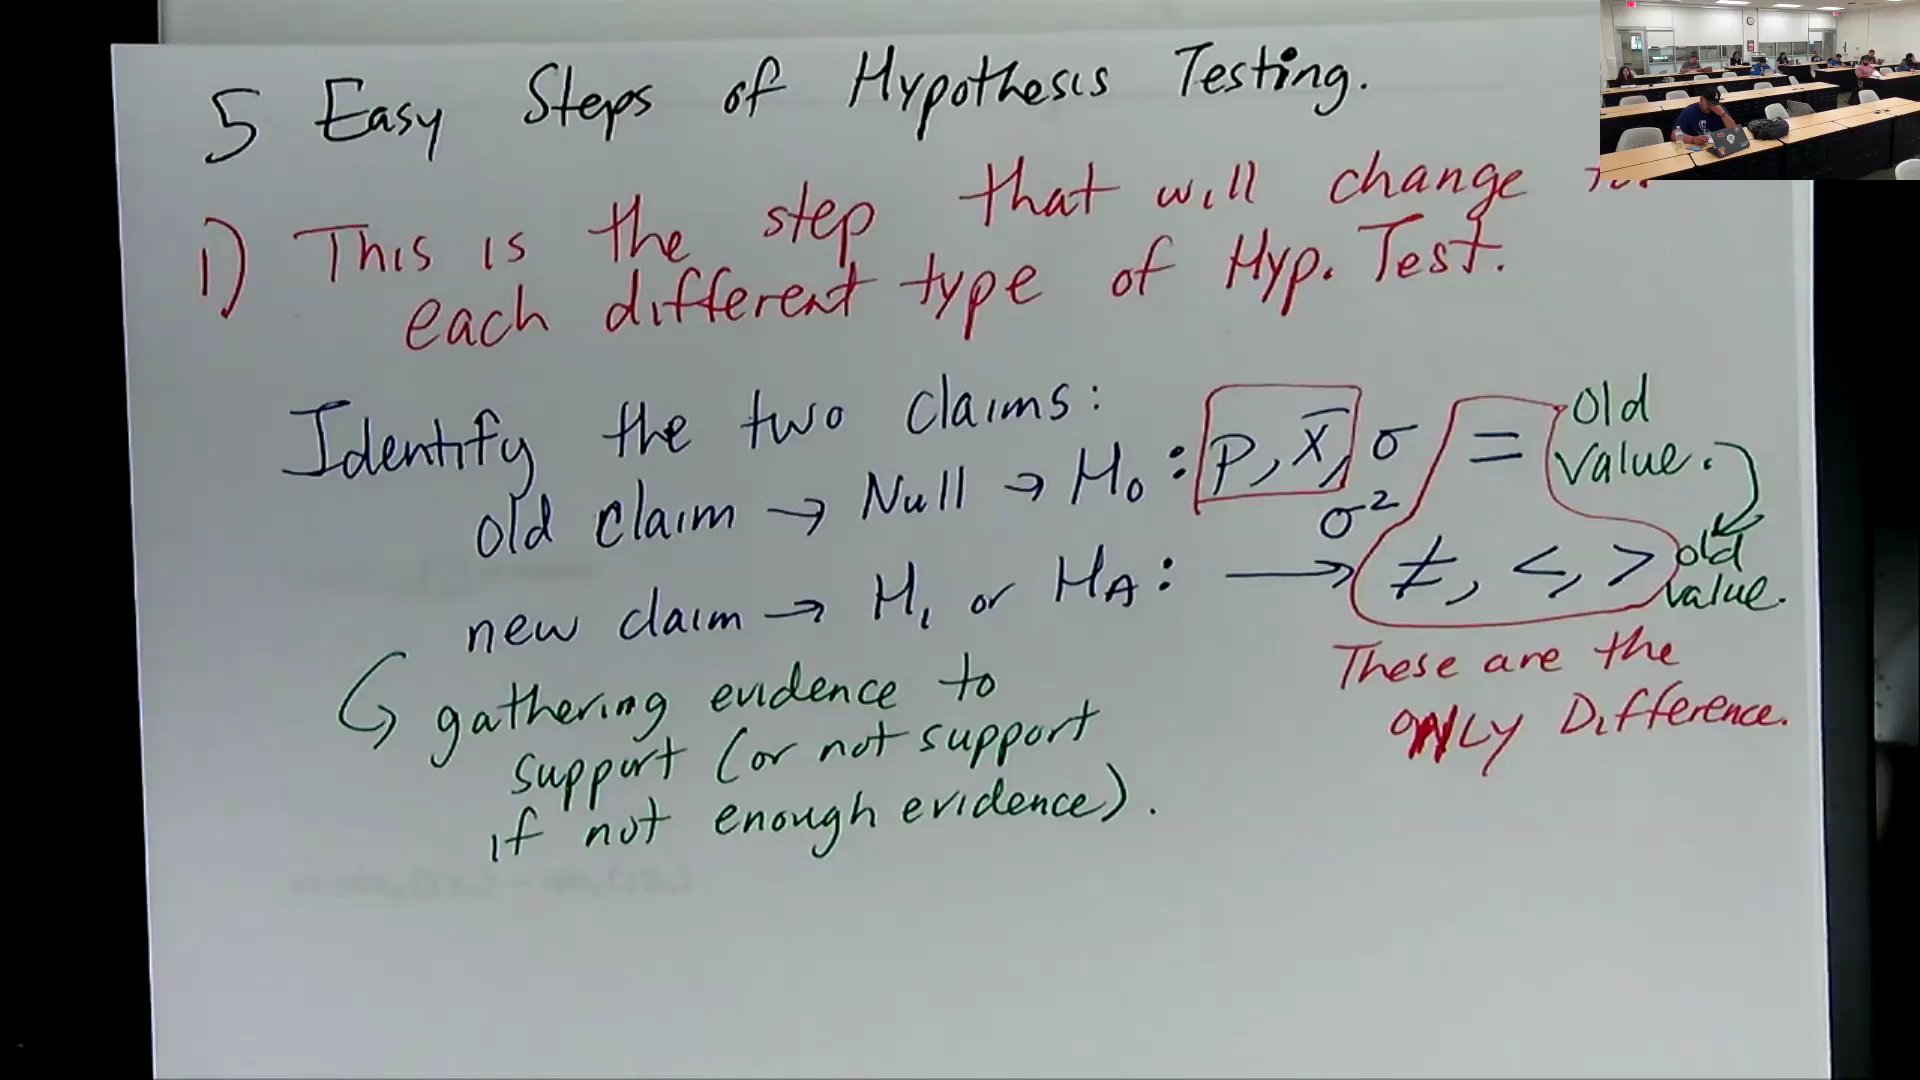 5 Easy Steps of Hypothesis Testing.
1) This is the step that will change
each different type of Hyp. Test.
Identify the two claims:
old claim → Null → H₀ : p, x̄, σ = old value.
σ²
new claim → H₁ or H_A : → ≠, <, > old value.
↳ gathering evidence to
support (or not support
if not enough evidence).
These are the
ONLY Difference.